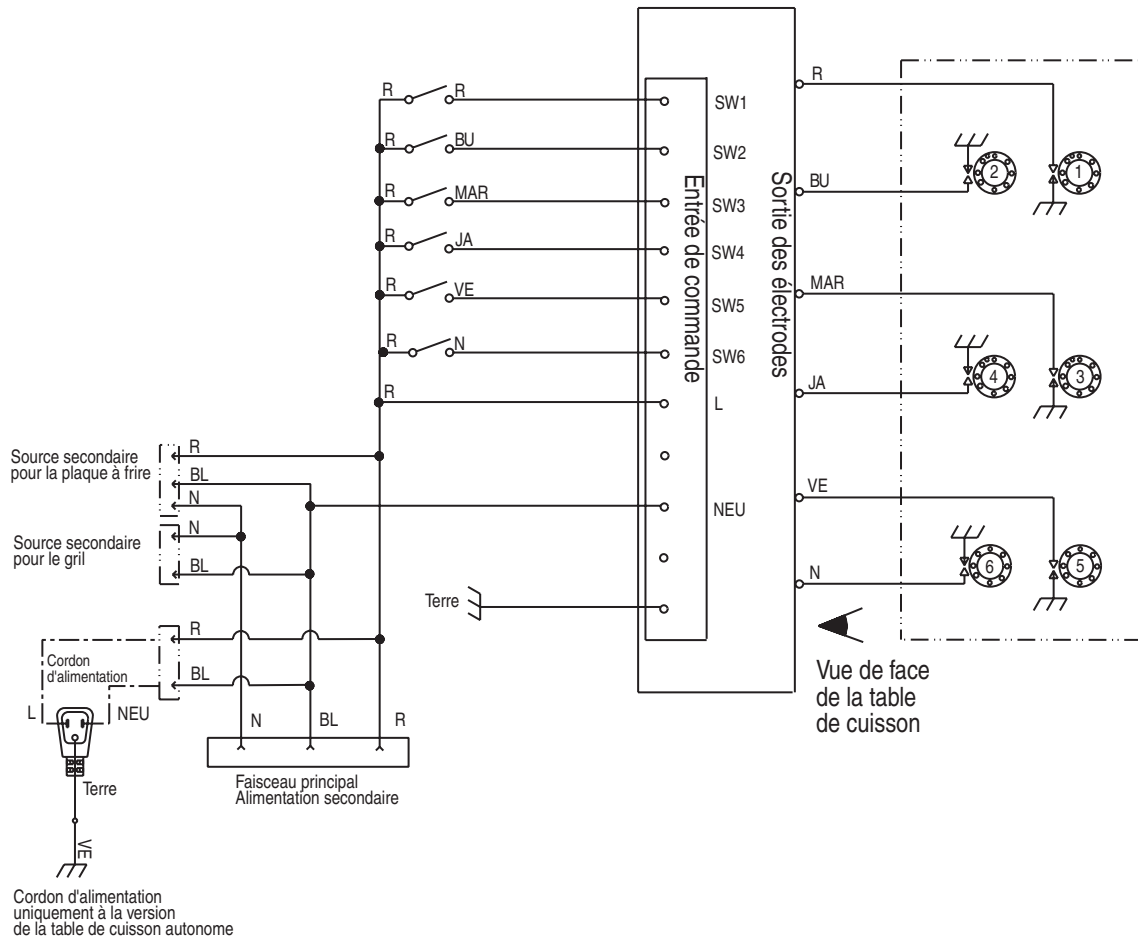 R R SW1
R BU SW2
R MAR SW3
R JA SW4
R VE SW5
R N SW6
R L
NEU
Entrée de commande
Sortie des électrodes
R
BU
MAR
JA
VE
N
2 1
4 3
6 5
Vue de face
de la table
de cuisson
Terre
Source secondaire
pour la plaque à frire
R
BL
N
Source secondaire
pour le gril
N
BL
R
BL
Cordon
d'alimentation
L NEU
Terre
VE
N BL R
Faisceau principal
Alimentation secondaire
Cordon d'alimentation
uniquement à la version
de la table de cuisson autonome